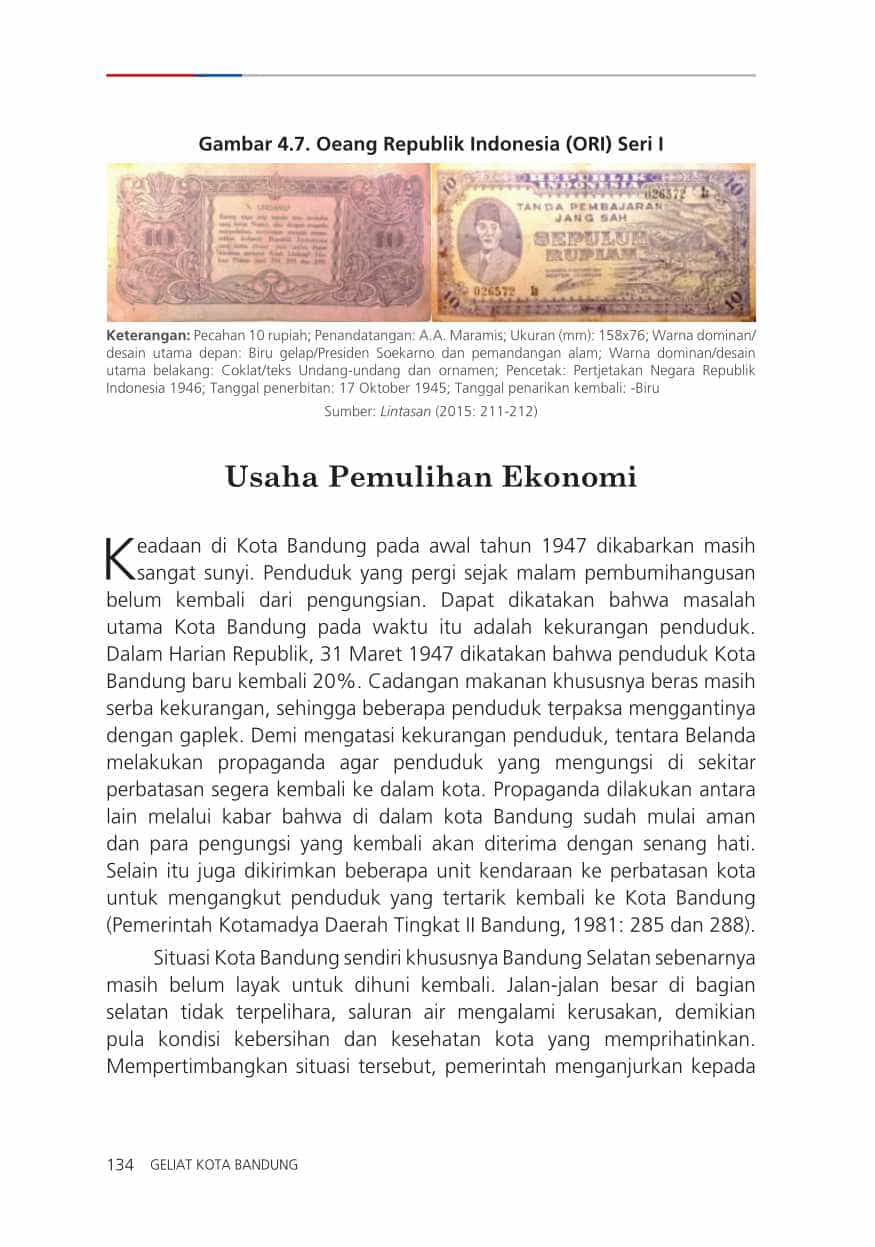 Gambar 4.7. Oeang Republik Indonesia (ORI) Seri I
10
10
10
REPUBLIK
INDONESIA
10
026572
TANDA PEMBAJARAN
JANG SAH
SEPULUH
RUPIAH
026572
10
10
Keterangan: Pecahan 10 rupiah; Penandatangan: A.A. Maramis; Ukuran (mm): 158x76; Warna dominan/
desain utama depan: Biru gelap/Presiden Soekarno dan pemandangan alam; Warna dominan/desain
utama belakang: Coklat/teks Undang-undang dan ornamen; Pencetak: Pertjetakan Negara Republik
Indonesia 1946; Tanggal penerbitan: 17 Oktober 1945; Tanggal penarikan kembali: -Biru
Sumber: Lintasan (2015: 211-212)
Usaha Pemulihan Ekonomi
Keadaan di Kota Bandung pada awal tahun 1947 dikabarkan masih
sangat sunyi. Penduduk yang pergi sejak malam pembumihangusan
belum kembali dari pengungsian. Dapat dikatakan bahwa masalah
utama Kota Bandung pada waktu itu adalah kekurangan penduduk.
Dalam Harian Republik, 31 Maret 1947 dikatakan bahwa penduduk Kota
Bandung baru kembali 20%. Cadangan makanan khususnya beras masih
serba kekurangan, sehingga beberapa penduduk terpaksa menggantinya
dengan gaplek. Demi mengatasi kekurangan penduduk, tentara Belanda
melakukan propaganda agar penduduk yang mengungsi di sekitar
perbatasan segera kembali ke dalam kota. Propaganda dilakukan antara
lain melalui kabar bahwa di dalam kota Bandung sudah mulai aman
dan para pengungsi yang kembali akan diterima dengan senang hati.
Selain itu juga dikirimkan beberapa unit kendaraan ke perbatasan kota
untuk mengangkut penduduk yang tertarik kembali ke Kota Bandung
(Pemerintah Kotamadya Daerah Tingkat II Bandung, 1981: 285 dan 288).
Situasi Kota Bandung sendiri khususnya Bandung Selatan sebenarnya
masih belum layak untuk dihuni kembali. Jalan-jalan besar di bagian
selatan tidak terpelihara, saluran air mengalami kerusakan, demikian
pula kondisi kebersihan dan kesehatan kota yang memprihatinkan.
Mempertimbangkan situasi tersebut, pemerintah menganjurkan kepada
134 GELIAT KOTA BANDUNG